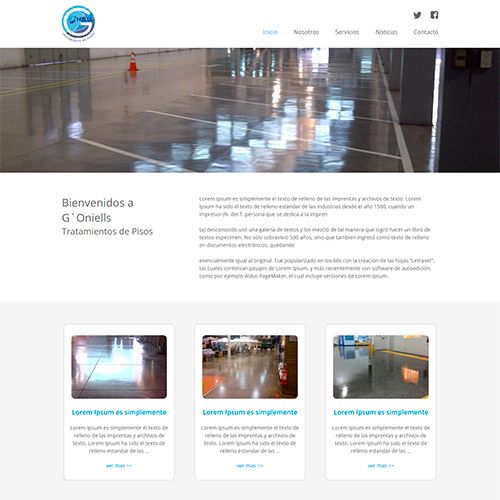 Inicio Nosotros Servicios Noticias Contacto
Bienvenidos a
G`Oniells
Tratamientos de Pisos
Lorem Ipsum es simplemente el texto de relleno de las imprentas y archivos de texto. Lorem
Ipsum ha sido el texto de relleno estándar de las industrias desde el año 1500, cuando un
impresor (N. del T. persona que se dedica a la impren
ta) desconocido usó una galería de textos y los mezcló de tal manera que logró hacer un libro de
textos especimen. No sólo sobrevivió 500 años, sino que tambien ingresó como texto de relleno
en documentos electrónicos, quedando
esencialmente igual al original. Fue popularizado en los 60s con la creación de las hojas "Letraset",
las cuales contenian pasajes de Lorem Ipsum, y más recientemente con software de autoedición,
como por ejemplo Aldus PageMaker, el cual incluye versiones de Lorem Ipsum.
Lorem Ipsum es simplemente
Lorem Ipsum es simplemente el texto de
relleno de las imprentas y archivos de
texto. Lorem Ipsum ha sido el texto de
relleno estándar de las ...
ver mas >>
Lorem Ipsum es simplemente
Lorem Ipsum es simplemente el texto de
relleno de las imprentas y archivos de
texto. Lorem Ipsum ha sido el texto de
relleno estándar de las ...
ver mas >>
Lorem Ipsum es simplemente
Lorem Ipsum es simplemente el texto de
relleno de las imprentas y archivos de
texto. Lorem Ipsum ha sido el texto de
relleno estándar de las ...
ver mas >>